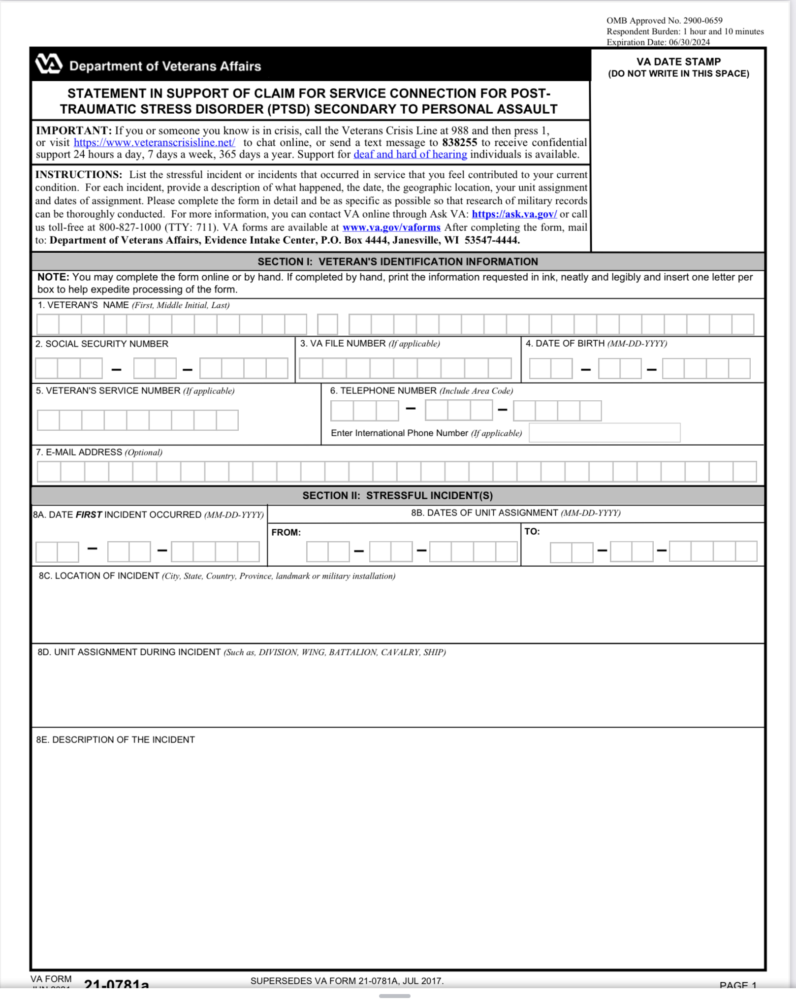 OMB Approved No. 2900-0659
Respondent Burden: 1 hour and 10 minutes
Expiration Date: 06/30/2024
VA Department of Veterans Affairs
VA DATE STAMP
(DO NOT WRITE IN THIS SPACE)
STATEMENT IN SUPPORT OF CLAIM FOR SERVICE CONNECTION FOR POST-
TRAUMATIC STRESS DISORDER (PTSD) SECONDARY TO PERSONAL ASSAULT
IMPORTANT: If you or someone you know is in crisis, call the Veterans Crisis Line at 988 and then press 1,
or visit https://www.veteranscrisisline.net/ to chat online, or send a text message to 838255 to receive confidential
support 24 hours a day, 7 days a week, 365 days a year. Support for deaf and hard of hearing individuals is available.
INSTRUCTIONS: List the stressful incident or incidents that occurred in service that you feel contributed to your current
condition. For each incident, provide a description of what happened, the date, the geographic location, your unit assignment
and dates of assignment. Please complete the form in detail and be as specific as possible so that research of military records
can be thoroughly conducted. For more information, you can contact VA online through Ask VA: https://ask.va.gov/ or call
us toll-free at 800-827-1000 (TTY: 711). VA forms are available at www.va.gov/vaforms After completing the form, mail
to: Department of Veterans Affairs, Evidence Intake Center, P.O. Box 4444, Janesville, WI 53547-4444.
SECTION I: VETERAN'S IDENTIFICATION INFORMATION
NOTE: You may complete the form online or by hand. If completed by hand, print the information requested in ink, neatly and legibly and insert one letter per
box to help expedite processing of the form.
1. VETERAN'S NAME (First, Middle Initial, Last)
2. SOCIAL SECURITY NUMBER
3. VA FILE NUMBER (If applicable)
4. DATE OF BIRTH (MM-DD-YYYY)
5. VETERAN'S SERVICE NUMBER (If applicable)
6. TELEPHONE NUMBER (Include Area Code)
Enter International Phone Number (If applicable)
7. E-MAIL ADDRESS (Optional)
SECTION II: STRESSFUL INCIDENT(S)
8A. DATE FIRST INCIDENT OCCURRED (MM-DD-YYYY)
8B. DATES OF UNIT ASSIGNMENT (MM-DD-YYYY)
FROM:
TO:
8C. LOCATION OF INCIDENT (City, State, Country, Province, landmark or military installation)
8D. UNIT ASSIGNMENT DURING INCIDENT (Such as, DIVISION, WING, BATTALION, CAVALRY, SHIP)
8E. DESCRIPTION OF THE INCIDENT
VA FORM
21-0781a
SUPERSEDES VA FORM 21-0781A, JUL 2017.
PAGE 1